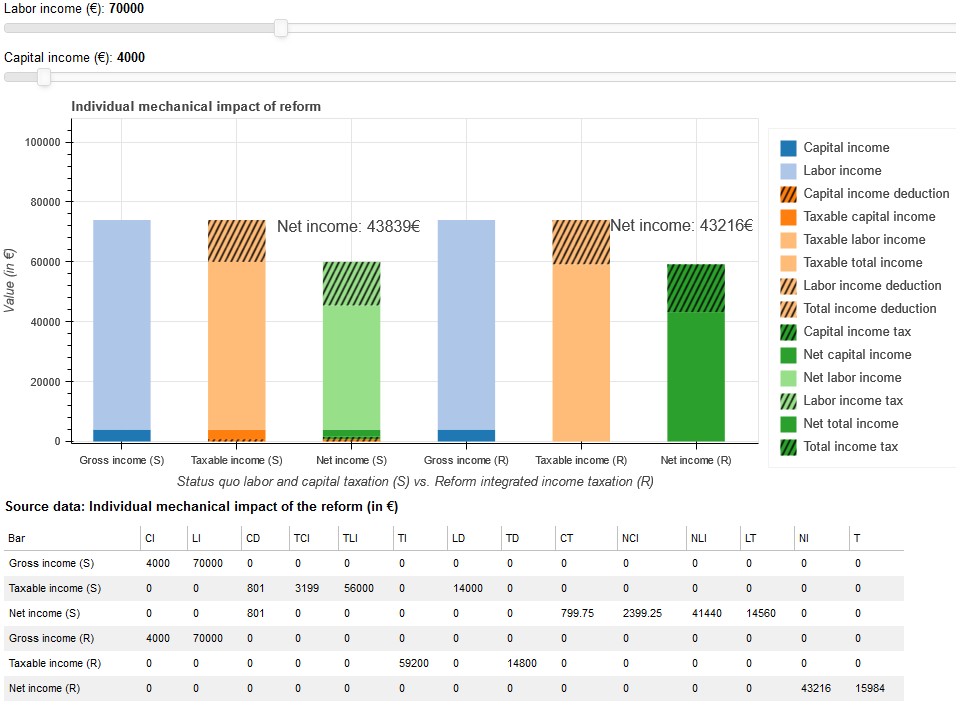 Labor income (€): 70000
Capital income (€): 4000
Individual mechanical impact of reform
Value (in €)
100000
80000
60000
40000
20000
0
Net income: 43839€
Net income: 43216€
Gross income (S) Taxable income (S) Net income (S) Gross income (R) Taxable income (R) Net income (R)
Status quo labor and capital taxation (S) vs. Reform integrated income taxation (R)
Capital income
Labor income
Capital income deduction
Taxable capital income
Taxable labor income
Taxable total income
Labor income deduction
Total income deduction
Capital income tax
Net capital income
Net labor income
Labor income tax
Net total income
Total income tax
Source data: Individual mechanical impact of the reform (in €)
Bar CI LI CD TCI TLI TI LD TD CT NCI NLI LT NI T
Gross income (S) 4000 70000 0 0 0 0 0 0 0 0 0 0 0 0
Taxable income (S) 0 0 801 3199 56000 0 14000 0 0 0 0 0 0 0
Net income (S) 0 0 801 0 0 0 0 0 799.75 2399.25 41440 14560 0 0
Gross income (R) 4000 70000 0 0 0 0 0 0 0 0 0 0 0 0
Taxable income (R) 0 0 0 0 0 59200 0 14800 0 0 0 0 0 0
Net income (R) 0 0 0 0 0 0 0 0 0 0 0 0 43216 15984